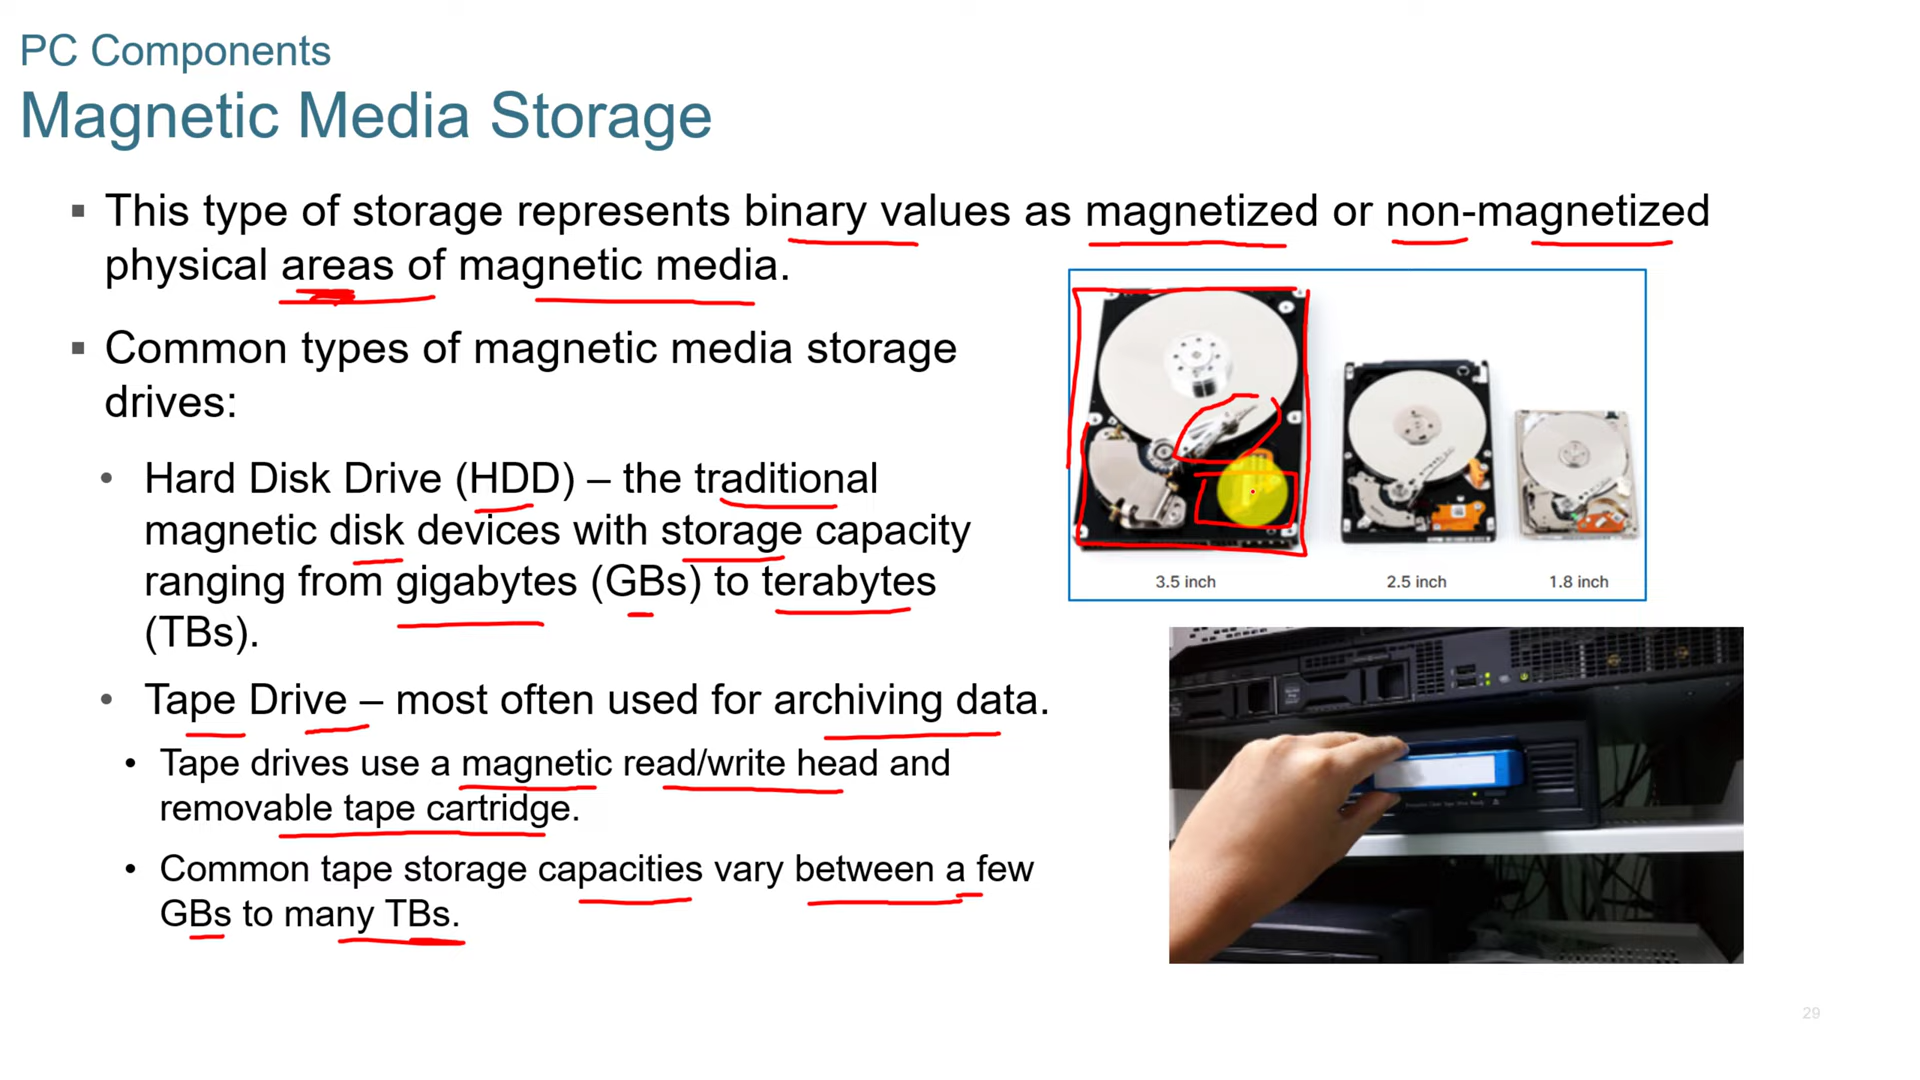 PC Components
Magnetic Media Storage
▪ This type of storage represents binary values as magnetized or non-magnetized
physical areas of magnetic media.
▪ Common types of magnetic media storage
drives:
• Hard Disk Drive (HDD) – the traditional
magnetic disk devices with storage capacity
ranging from gigabytes (GBs) to terabytes
(TBs).
• Tape Drive – most often used for archiving data.
• Tape drives use a magnetic read/write head and
removable tape cartridge.
• Common tape storage capacities vary between a few
GBs to many TBs.
3.5 inch
2.5 inch
1.8 inch
29